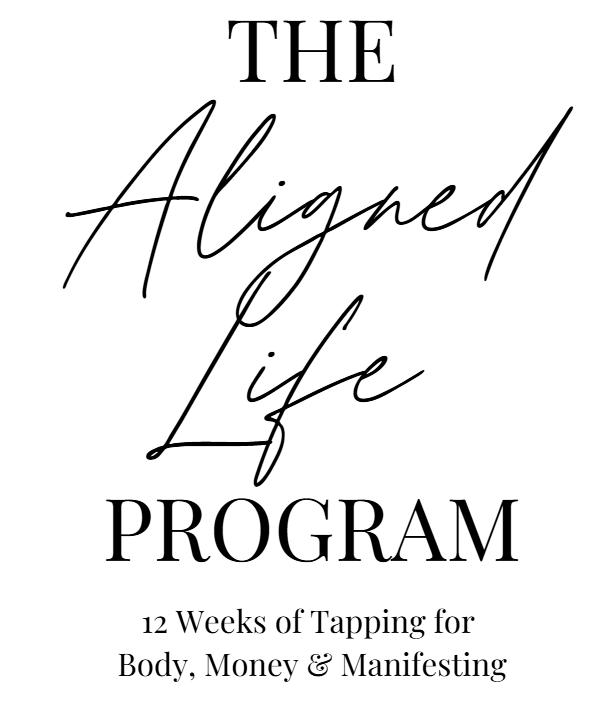 THE
Aligned
Life
PROGRAM
12 Weeks of Tapping for
Body, Money & Manifesting